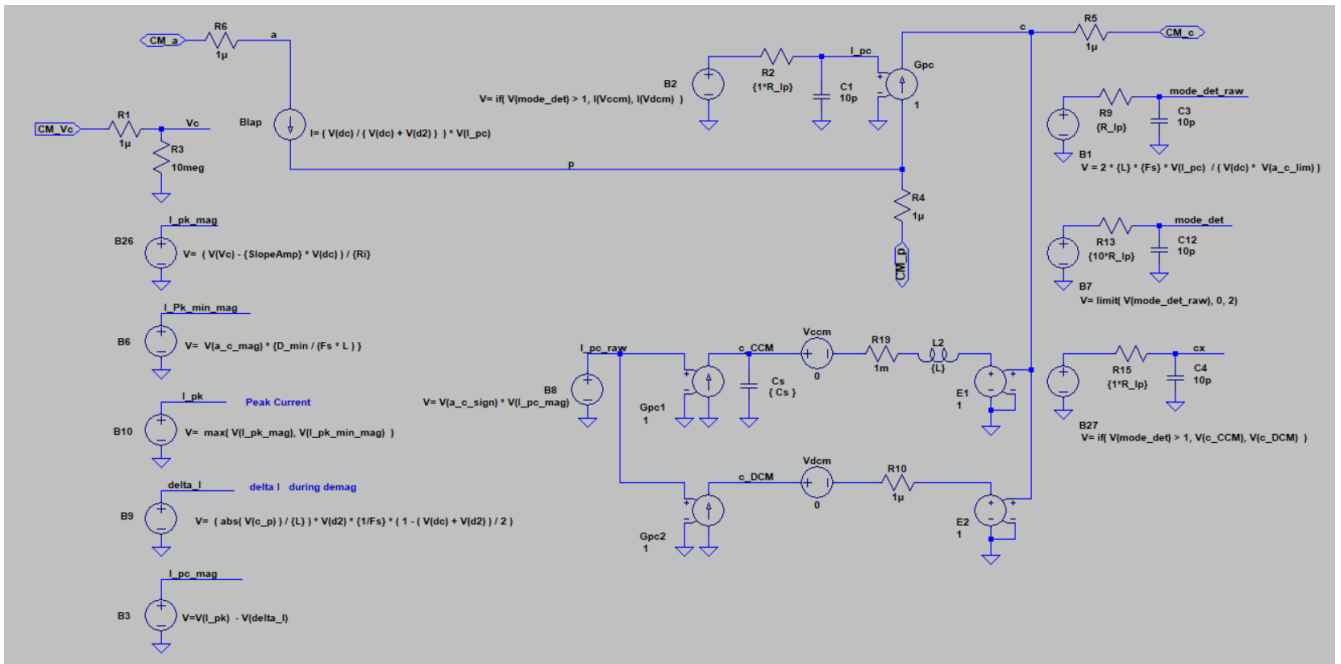 R6
CM_a
1µ
a
R1
CM_Vc
1µ
Vc
R3
10meg
BIap
I= ( V(dc) / ( V(dc) + V(d2) ) ) * V(I_pc)
p
B2
V= if( V(mode_det) > 1, I(Vccm), I(Vdcm) )
R2
{1*R_lp}
I_pc
C1
10p
Gpc
1
R4
1µ
CM_p
c
R5
CM_c
1µ
R9
{R_lp}
mode_det_raw
C3
10p
B1
V = 2 * {L} * {Fs} * V(I_pc) / ( V(dc) * V(a_c_lim) )
R13
{10*R_lp}
mode_det
C12
10p
B7
V= limit( V(mode_det_raw), 0, 2)
R15
{1*R_lp}
cx
C4
10p
B27
V= if( V(mode_det) > 1, V(c_CCM), V(c_DCM) )
I_pk_mag
B26
V= ( V(Vc) - {SlopeAmp} * V(dc) ) / {Ri}
I_Pk_min_mag
B6
V= V(a_c_mag) * {D_min / (Fs * L ) }
I_pk
Peak Current
B10
V= max( V(I_pk_mag), V(I_pk_min_mag) )
delta_I
delta I during demag
B9
V= ( abs( V(c_p) ) / {L} ) * V(d2) * {1/Fs} * ( 1 - ( V(dc) + V(d2) ) / 2 )
I_pc_mag
B3
V=V(I_pk) - V(delta_I)
I_pc_raw
B8
V= V(a_c_sign) * V(I_pc_mag)
Gpc1
1
c_CCM
Cs
{ Cs }
Vccm
0
R19
1m
L2
{L}
E1
1
Gpc2
1
c_DCM
Vdcm
0
R10
1µ
E2
1